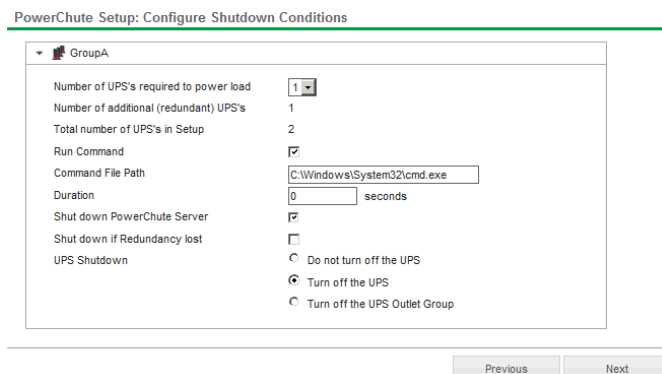 PowerChute Setup: Configure Shutdown Conditions
GroupA
Number of UPS's required to power load 1
Number of additional (redundant) UPS's 1
Total number of UPS's in Setup 2
Run Command
Command File Path C:\Windows\System32\cmd.exe
Duration 0 seconds
Shut down PowerChute Server
Shut down if Redundancy lost
UPS Shutdown Do not turn off the UPS
Turn off the UPS
Turn off the UPS Outlet Group
Previous Next